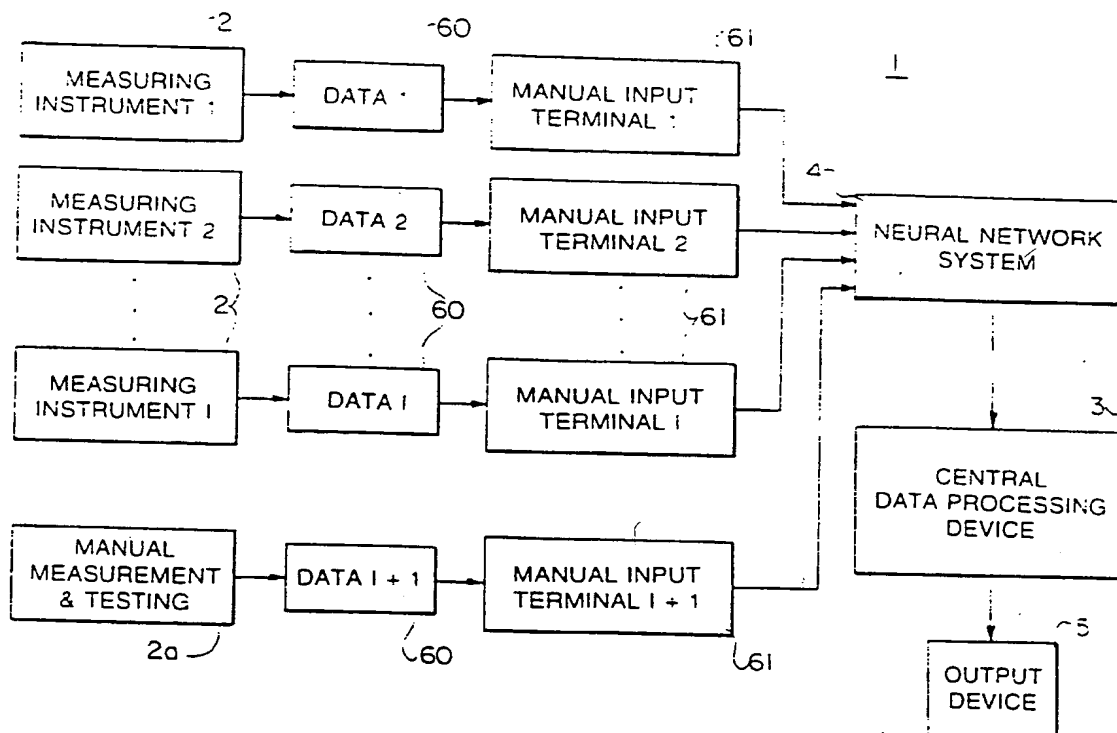 2
60
61
1
MEASURING
INSTRUMENT 1
DATA 1
MANUAL INPUT
TERMINAL 1
4
MEASURING
INSTRUMENT 2
DATA 2
MANUAL INPUT
TERMINAL 2
NEURAL NETWORK
SYSTEM
2
60
61
MEASURING
INSTRUMENT I
DATA I
MANUAL INPUT
TERMINAL I
3
CENTRAL
DATA PROCESSING
DEVICE
MANUAL
MEASUREMENT
& TESTING
DATA I + 1
MANUAL INPUT
TERMINAL I + 1
2a
60
61
5
OUTPUT
DEVICE